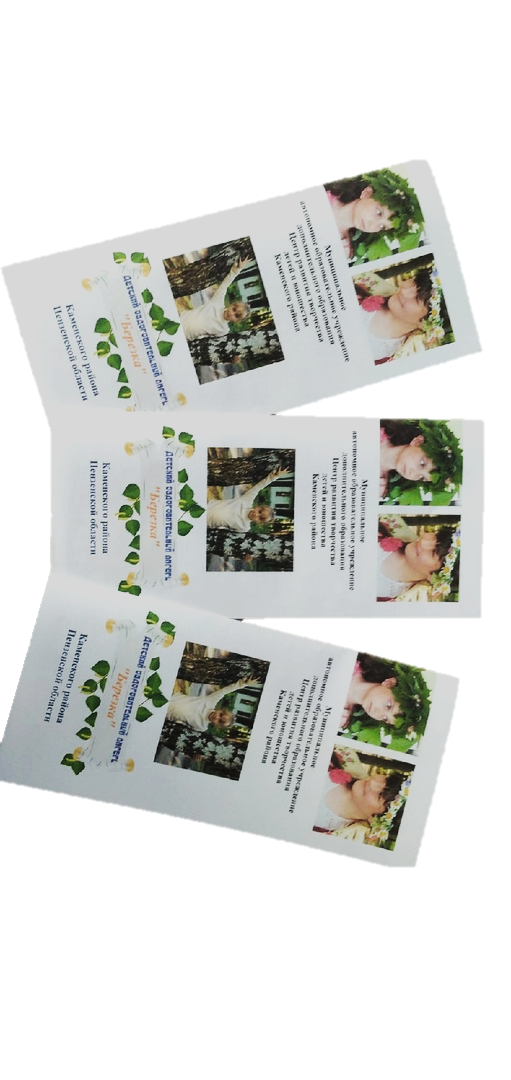 Муниципальное
автономное образовательное учреждение
дополнительного образования
Центр развития творчества
детей и юношества
Каменского района
Детский оздоровительный лагерь
"Березка"
Каменского района
Пензенской области
Муниципальное
автономное образовательное учреждение
дополнительного образования
Центр развития творчества
детей и юношества
Каменского района
Детский оздоровительный лагерь
"Березка"
Каменского района
Пензенской области
Муниципальное
автономное образовательное учреждение
дополнительного образования
Центр развития творчества
детей и юношества
Каменского района
Детский оздоровительный лагерь
"Березка"
Каменского района
Пензенской области